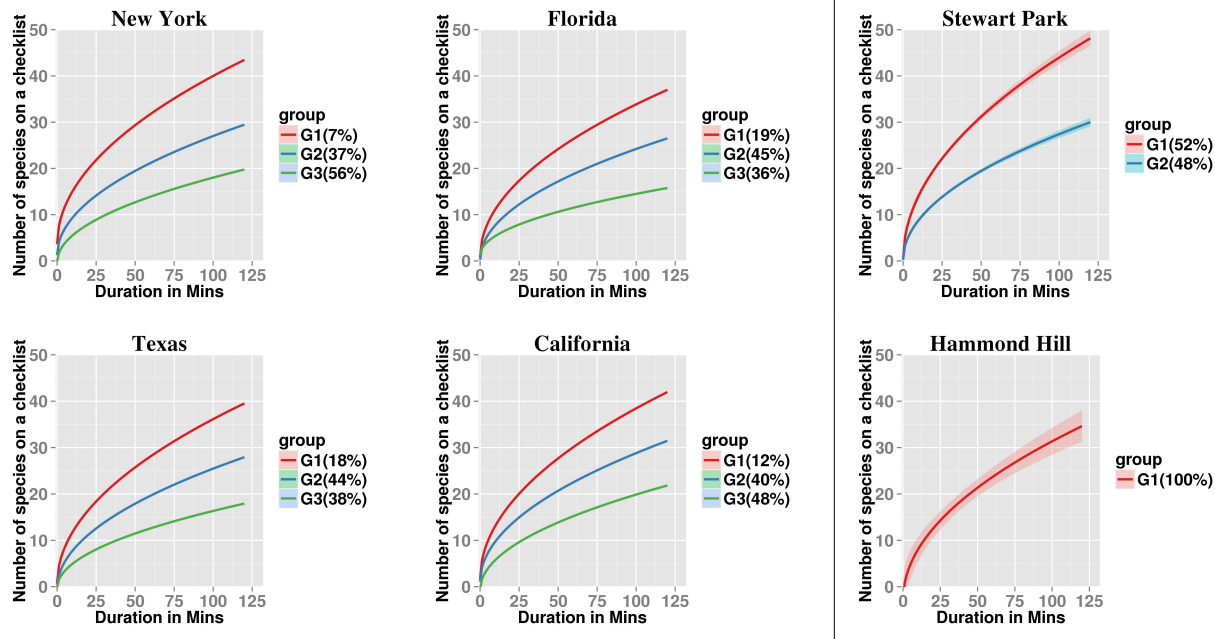 New York
Number of species on a checklist
50
40
30
20
10
0
0 25 50 75 100 125
Duration in Mins
group
G1(7%)
G2(37%)
G3(56%)
Florida
Number of species on a checklist
50
40
30
20
10
0
0 25 50 75 100 125
Duration in Mins
group
G1(19%)
G2(45%)
G3(36%)
Stewart Park
Number of species on a checklist
50
40
30
20
10
0
0 25 50 75 100 125
Duration in Mins
group
G1(52%)
G2(48%)
Texas
Number of species on a checklist
50
40
30
20
10
0
0 25 50 75 100 125
Duration in Mins
group
G1(18%)
G2(44%)
G3(38%)
California
Number of species on a checklist
50
40
30
20
10
0
0 25 50 75 100 125
Duration in Mins
group
G1(12%)
G2(40%)
G3(48%)
Hammond Hill
Number of species on a checklist
50
40
30
20
10
0
0 25 50 75 100 125
Duration in Mins
group
G1(100%)